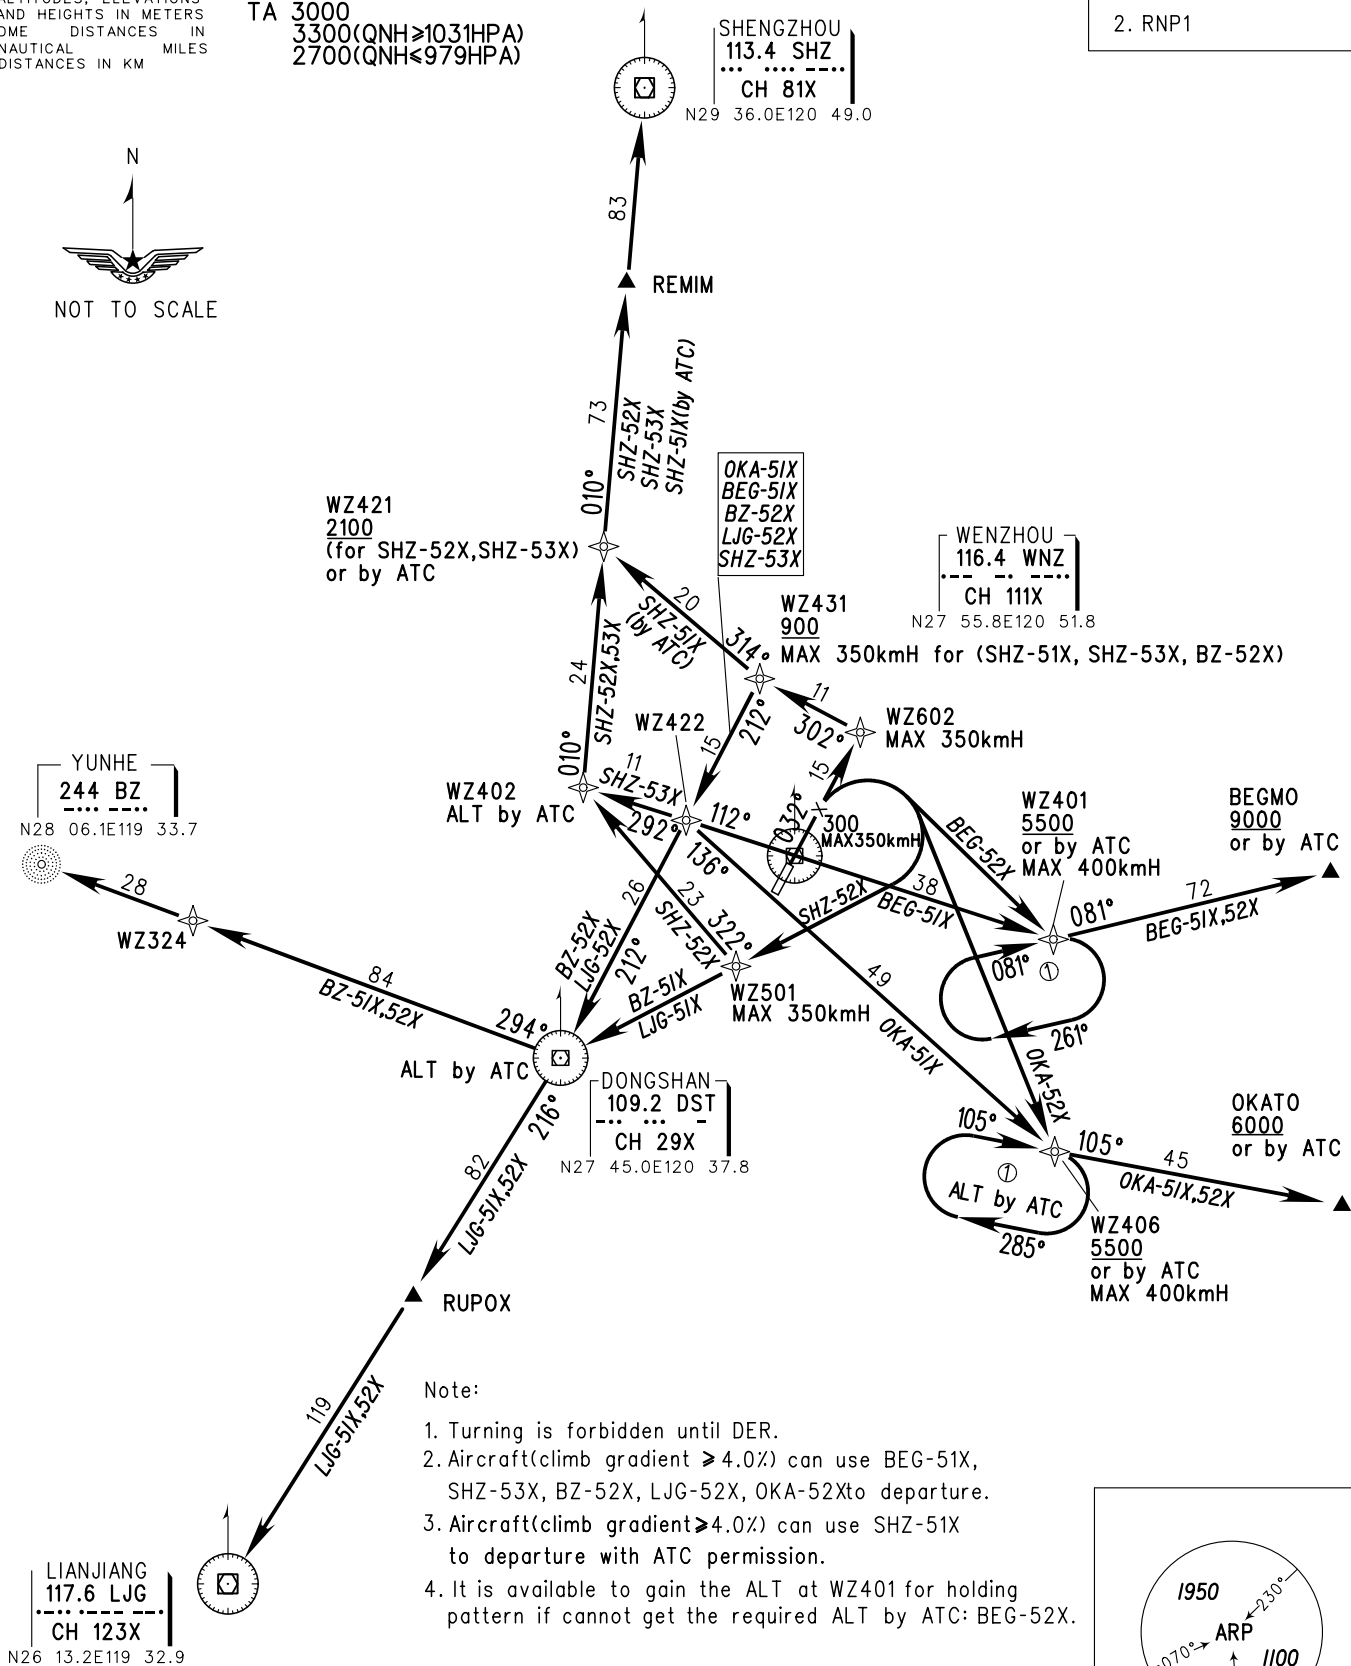 ALTITUDES, ELEVATIONS
AND HEIGHTS IN METERS
DISTANCES IN
NAUTICAL MILES
DISTANCES IN KM
TA 3000
3300(QNH≥1031HPA)
2700(QNH≤979HPA)
2. RNP1
SHENGZHOU
113.4 SHZ
CH 81X
N29 36.0E120 49.0
N
NOT TO SCALE
83
REMIM
73
SHZ-52X
SHZ-53X
SHZ-51X(by ATC)
010°
OKA-51X
BEG-51X
BZ-52X
LJG-52X
SHZ-53X
WZ421
2100
(for SHZ-52X,SHZ-53X)
or by ATC
WENZHOU
116.4 WNZ
CH 111X
N27 55.8E120 51.8
20
SHZ-51X
(by ATC)
314°
WZ431
900
MAX 350kmH for (SHZ-51X, SHZ-53X, BZ-52X)
24
SHZ-52X,53X
010°
11
302°
WZ602
MAX 350kmH
212°
15
WZ422
15
032°
300
MAX350kmH
YUNHE
244 BZ
N28 06.1E119 33.7
WZ402
ALT by ATC
11
SHZ-53X
292°
112°
136°
WZ401
5500
or by ATC
MAX 400kmH
BEGMO
9000
or by ATC
BEG-52X
38
BEG-51X
SHZ-52X
72
BEG-51X,52X
081°
081°
①
261°
28
WZ324
84
BZ-51X,52X
294°
26
BZ-52X
LJG-52X
212°
23
SHZ-52X
322°
BZ-51X
LJG-51X
WZ501
MAX 350kmH
49
OKA-51X
OKA-52X
ALT by ATC
DONGSHAN
109.2 DST
CH 29X
N27 45.0E120 37.8
216°
82
LJG-51X,52X
105°
①
ALT by ATC
285°
105°
45
OKA-51X,52X
OKATO
6000
or by ATC
WZ406
5500
or by ATC
MAX 400kmH
RUPOX
119
LJG-51X,52X
Note:
1. Turning is forbidden until DER.
2. Aircraft(climb gradient ≥4.0%) can use BEG-51X,
SHZ-53X, BZ-52X, LJG-52X, OKA-52Xto departure.
3. Aircraft(climb gradient≥4.0%) can use SHZ-51X
to departure with ATC permission.
4. It is available to gain the ALT at WZ401 for holding
pattern if cannot get the required ALT by ATC: BEG-52X.
LIANJIANG
117.6 LJG
CH 123X
N26 13.2E119 32.9
1950
230°
ARP
070°
1100